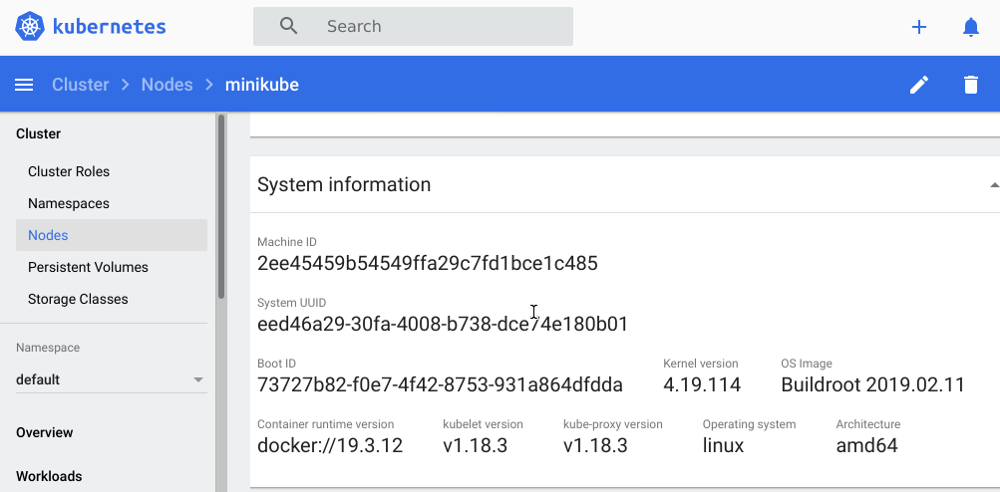 kubernetes
Search
Cluster > Nodes > minikube
Cluster
Cluster Roles
Namespaces
Nodes
Persistent Volumes
Storage Classes
Namespace
default
Overview
Workloads
System information
Machine ID
2ee45459b54549ffa29c7fd1bce1c485
System UUID
eed46a29-30fa-4008-b738-dce74e180b01
Boot ID Kernel version OS Image
73727b82-f0e7-4f42-8753-931a864dfdda 4.19.114 Buildroot 2019.02.11
Container runtime version kubelet version kube-proxy version Operating system Architecture
docker://19.3.12 v1.18.3 v1.18.3 linux amd64